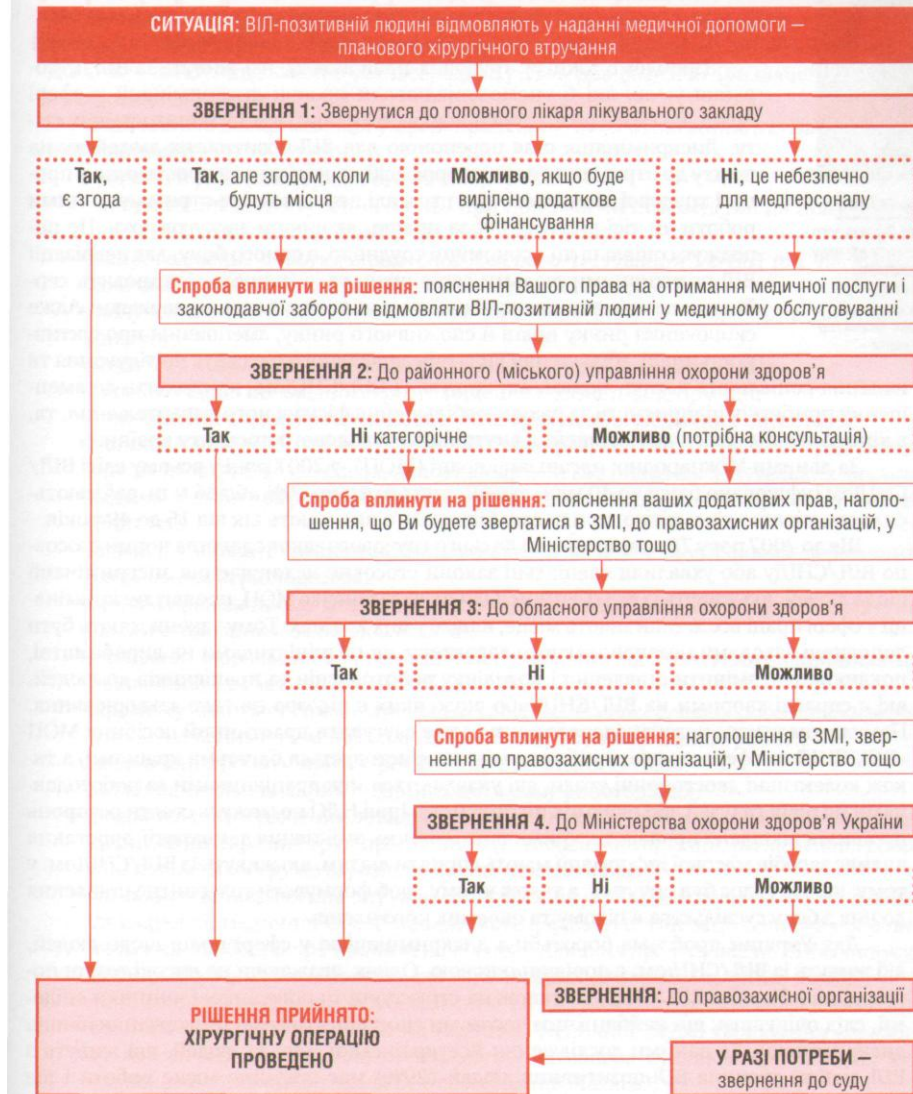 СИТУАЦІЯ: ВІЛ-позитивній людині відмовляють у наданні медичної допомоги —
планового хірургічного втручання
ЗВЕРНЕННЯ 1: Звернутися до головного лікаря лікувального закладу
Так,
є згода
Так, але згодом, коли
будуть місця
Можливо, якщо буде
виділено додаткове
фінансування
Ні, це небезпечно
для медперсоналу
Спроба вплинути на рішення: пояснення Вашого права на отримання медичної послуги і
законодавчої заборони відмовляти ВІЛ-позитивній людині у медичному обслуговуванні
ЗВЕРНЕННЯ 2: До районного (міського) управління охорони здоров’я
Так
Ні категорічне
Можливо (потрібна консультація)
Спроба вплинути на рішення: пояснення ваших додаткових прав, наголо-
шення, що Ви будете звертатися в ЗМІ, до правозахисних організацій, у
Міністерство тощо
ЗВЕРНЕННЯ 3: До обласного управління охорони здоров’я
Так
Ні
Можливо
Спроба вплинути на рішення: наголошення в ЗМІ, звер-
нення до правозахисних організацій, у Міністерство тощо
ЗВЕРНЕННЯ 4. До Міністерства охорони здоров’я України
Так
Ні
Можливо
РІШЕННЯ ПРИЙНЯТО:
ХІРУРГІЧНУ ОПЕРАЦІЮ
ПРОВЕДЕНО
ЗВЕРНЕННЯ: До правозахисної організації
У РАЗІ ПОТРЕБИ —
звернення до суду